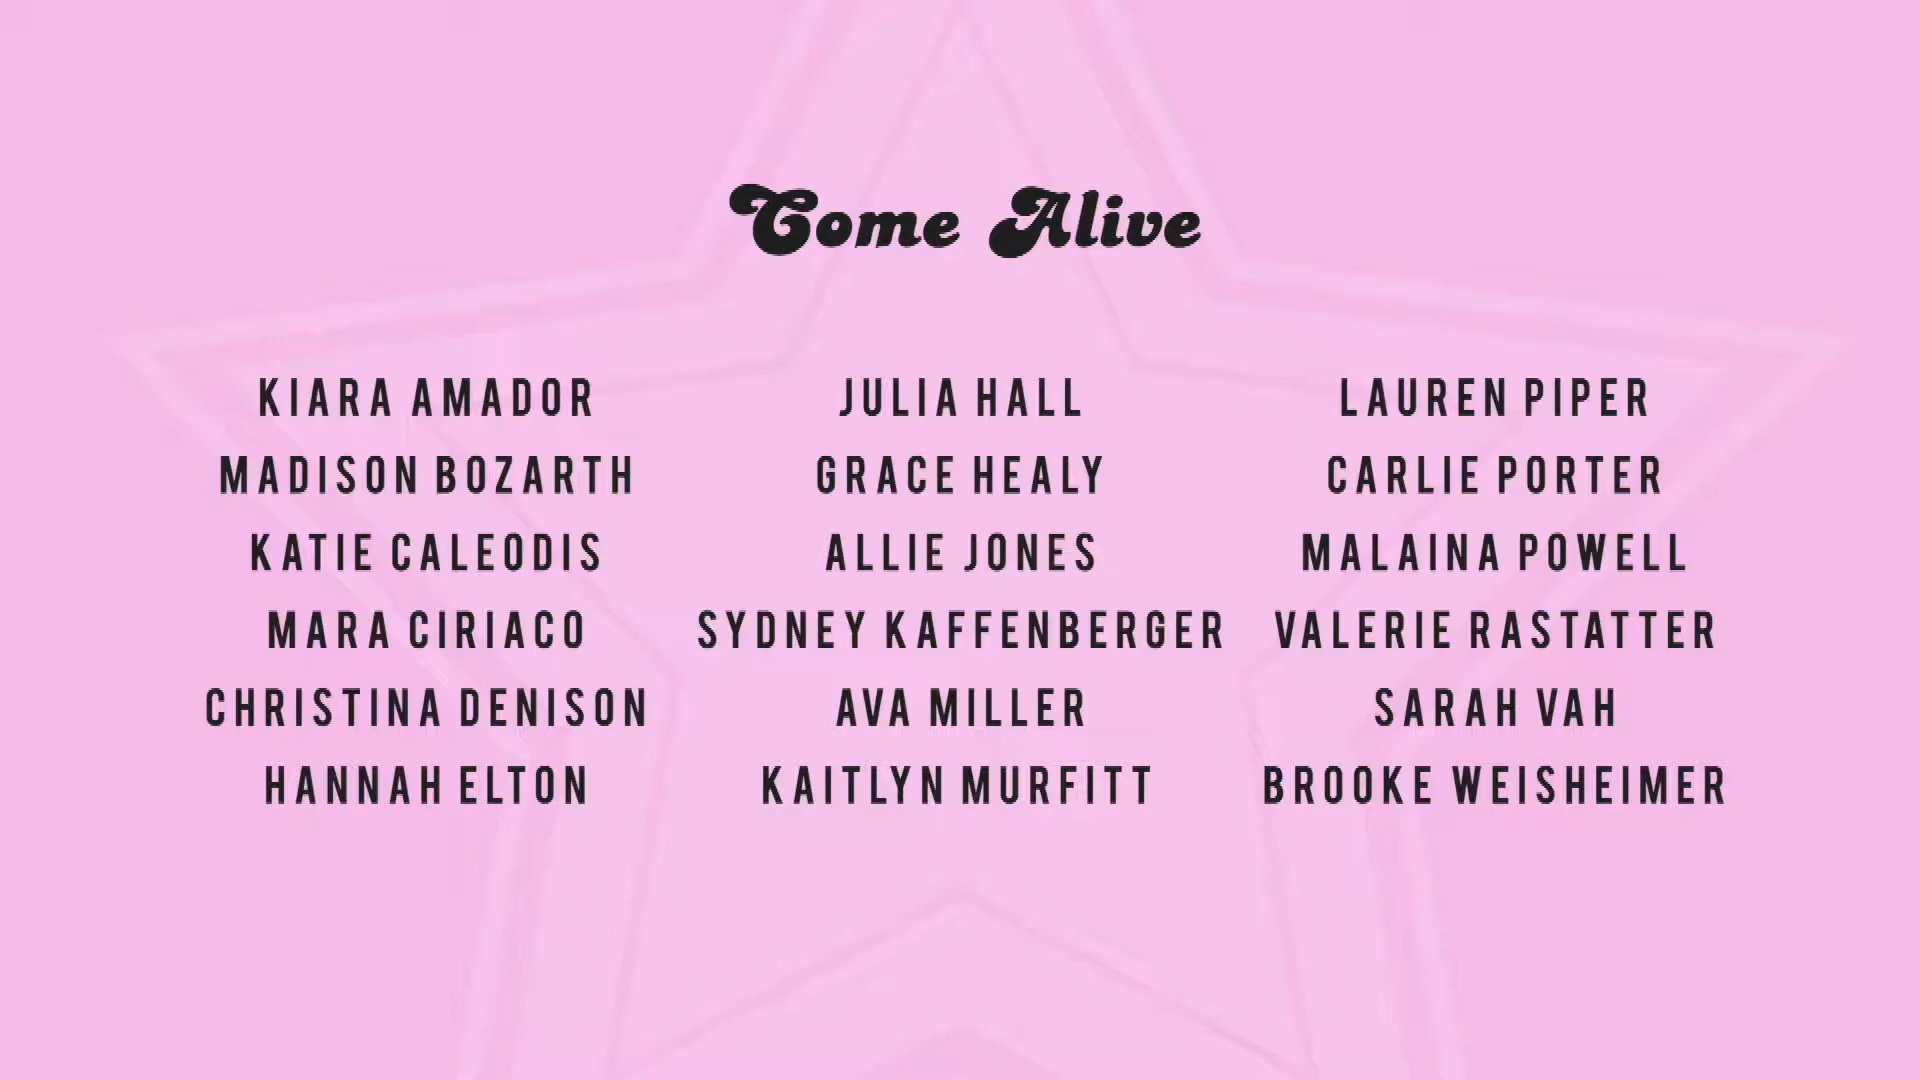 Come Alive
KIARA AMADOR
MADISON BOZARTH
KATIE CALEODIS
MARA CIRIACO
CHRISTINA DENISON
HANNAH ELTON
JULIA HALL
GRACE HEALY
ALLIE JONES
SYDNEY KAFFENBERGER
AVA MILLER
KAITLYN MURFITT
LAUREN PIPER
CARLIE PORTER
MALAINA POWELL
VALERIE RASTATTER
SARAH VAH
BROOKE WEISHEIMER